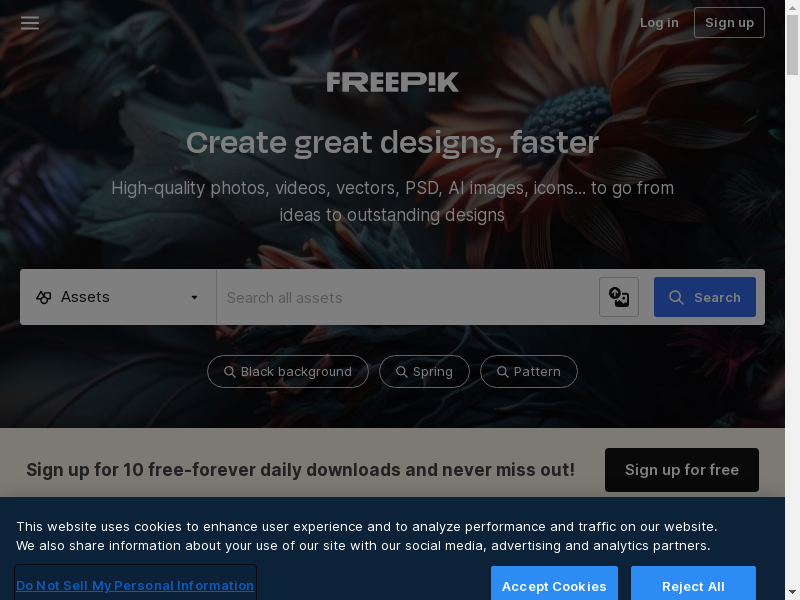 Log in
Sign up
FREEPIK
Create great designs, faster
High-quality photos, videos, vectors, PSD, AI images, icons... to go from
ideas to outstanding designs
Assets
Search all assets
Search
Black background
Spring
Pattern
Sign up for 10 free-forever daily downloads and never miss out!
Sign up for free
This website uses cookies to enhance user experience and to analyze performance and traffic on our website.
We also share information about your use of our site with our social media, advertising and analytics partners.
Do Not Sell My Personal Information
Accept Cookies
Reject All